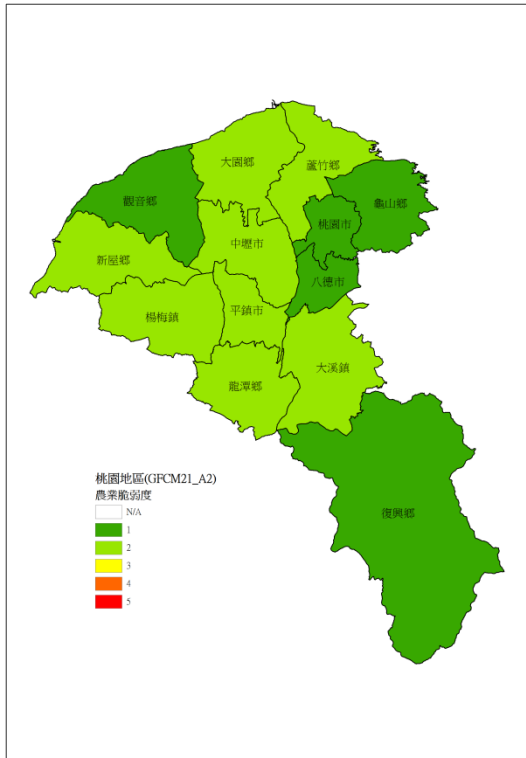 大園鄉
蘆竹鄉
觀音鄉
桃園市
龜山鄉
中壢市
新屋鄉
八德市
平鎮市
楊梅鎮
大溪鎮
龍潭鄉
桃園地區(GFCM21_A2)
農業脆弱度
N/A
1
2
3
4
5
復興鄉